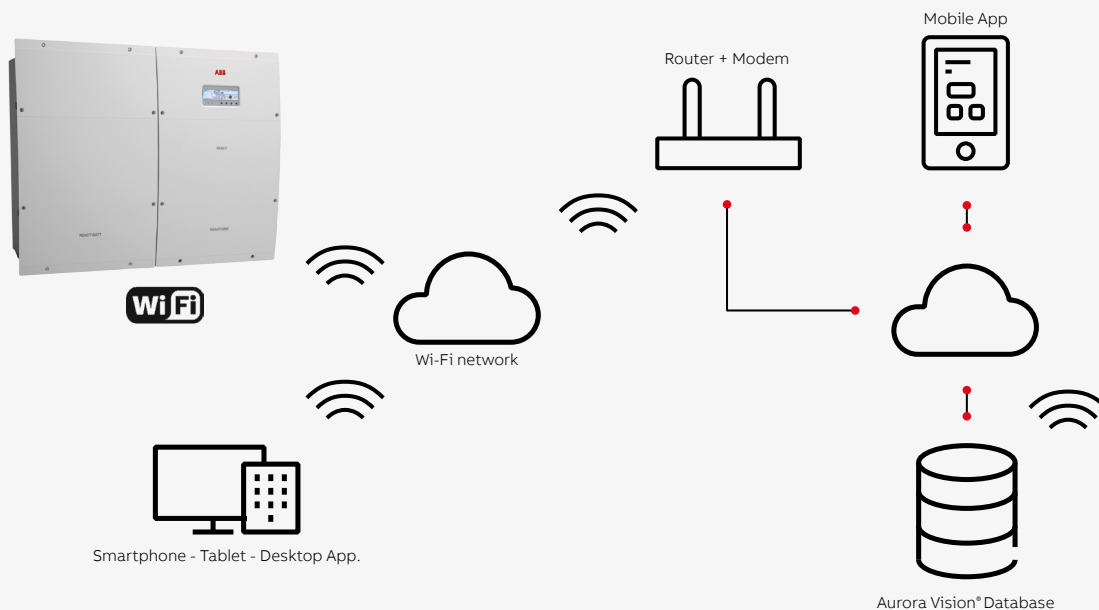 Mobile App
Router + Modem
ABB
WiFi
Wi-Fi network
Smartphone - Tablet - Desktop App.
Aurora Vision® Database